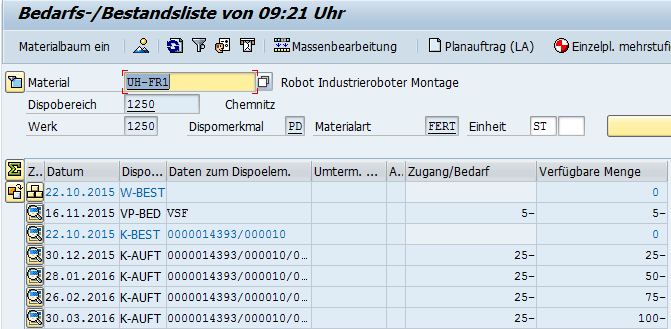 Bedarfs-/Bestandsliste von 09:21 Uhr
Materialbaum ein Massenbearbeitung Planauftrag (LA) Einzelpl. mehrstufi
Material UH-FR1 Robot Industrieroboter Montage
Dispobereich 1250 Chemnitz
Werk 1250 Dispomerkmal PD Materialart FERT Einheit ST
Z.. Datum Dispo... Daten zum Dispoelem. Umterm. ... A.. Zugang/Bedarf Verfügbare Menge
22.10.2015 W-BEST 0
16.11.2015 VP-BED VSF 5- 5-
22.10.2015 K-BEST 0000014393/000010 0
30.12.2015 K-AUFT 0000014393/000010/0... 25- 25-
28.01.2016 K-AUFT 0000014393/000010/0... 25- 50-
26.02.2016 K-AUFT 0000014393/000010/0... 25- 75-
30.03.2016 K-AUFT 0000014393/000010/0... 25- 100-